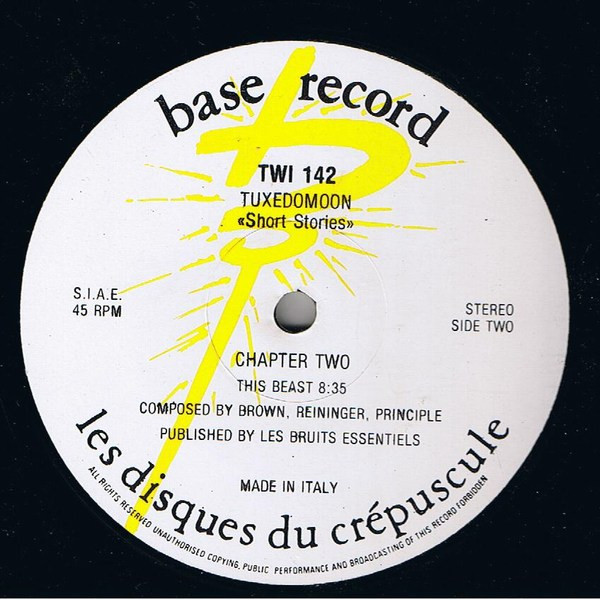 base record
TWI 142
TUXEDOMOON
«Short Stories»
S.I.A.E.
45 RPM
STEREO
SIDE TWO
CHAPTER TWO
THIS BEAST 8:35
COMPOSED BY BROWN, REININGER, PRINCIPLE
PUBLISHED BY LES BRUITS ESSENTIELS
MADE IN ITALY
les disques du crépuscule
ALL RIGHTS RESERVED UNAUTHORISED COPYING, PUBLIC PERFORMANCE AND BROADCASTING OF THIS RECORD FORBIDDEN